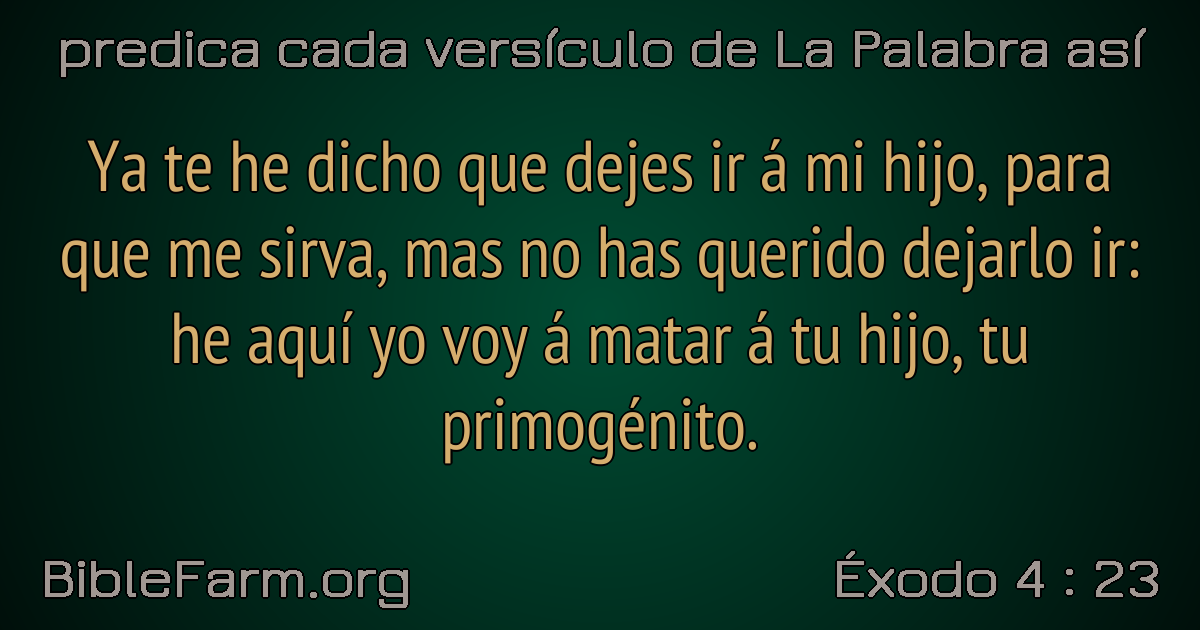 predica cada versículo de La Palabra así
Ya te he dicho que dejes ir á mi hijo, para
que me sirva, mas no has querido dejarlo ir:
he aquí yo voy á matar á tu hijo, tu
primogénito.
BibleFarm.org
Éxodo 4 : 23